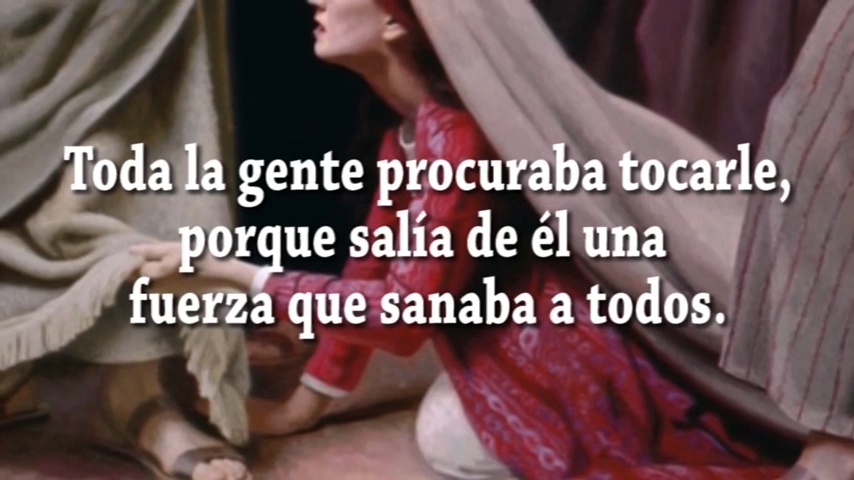 Toda la gente procuraba tocarle,
porque salía de él una
fuerza que sanaba a todos.